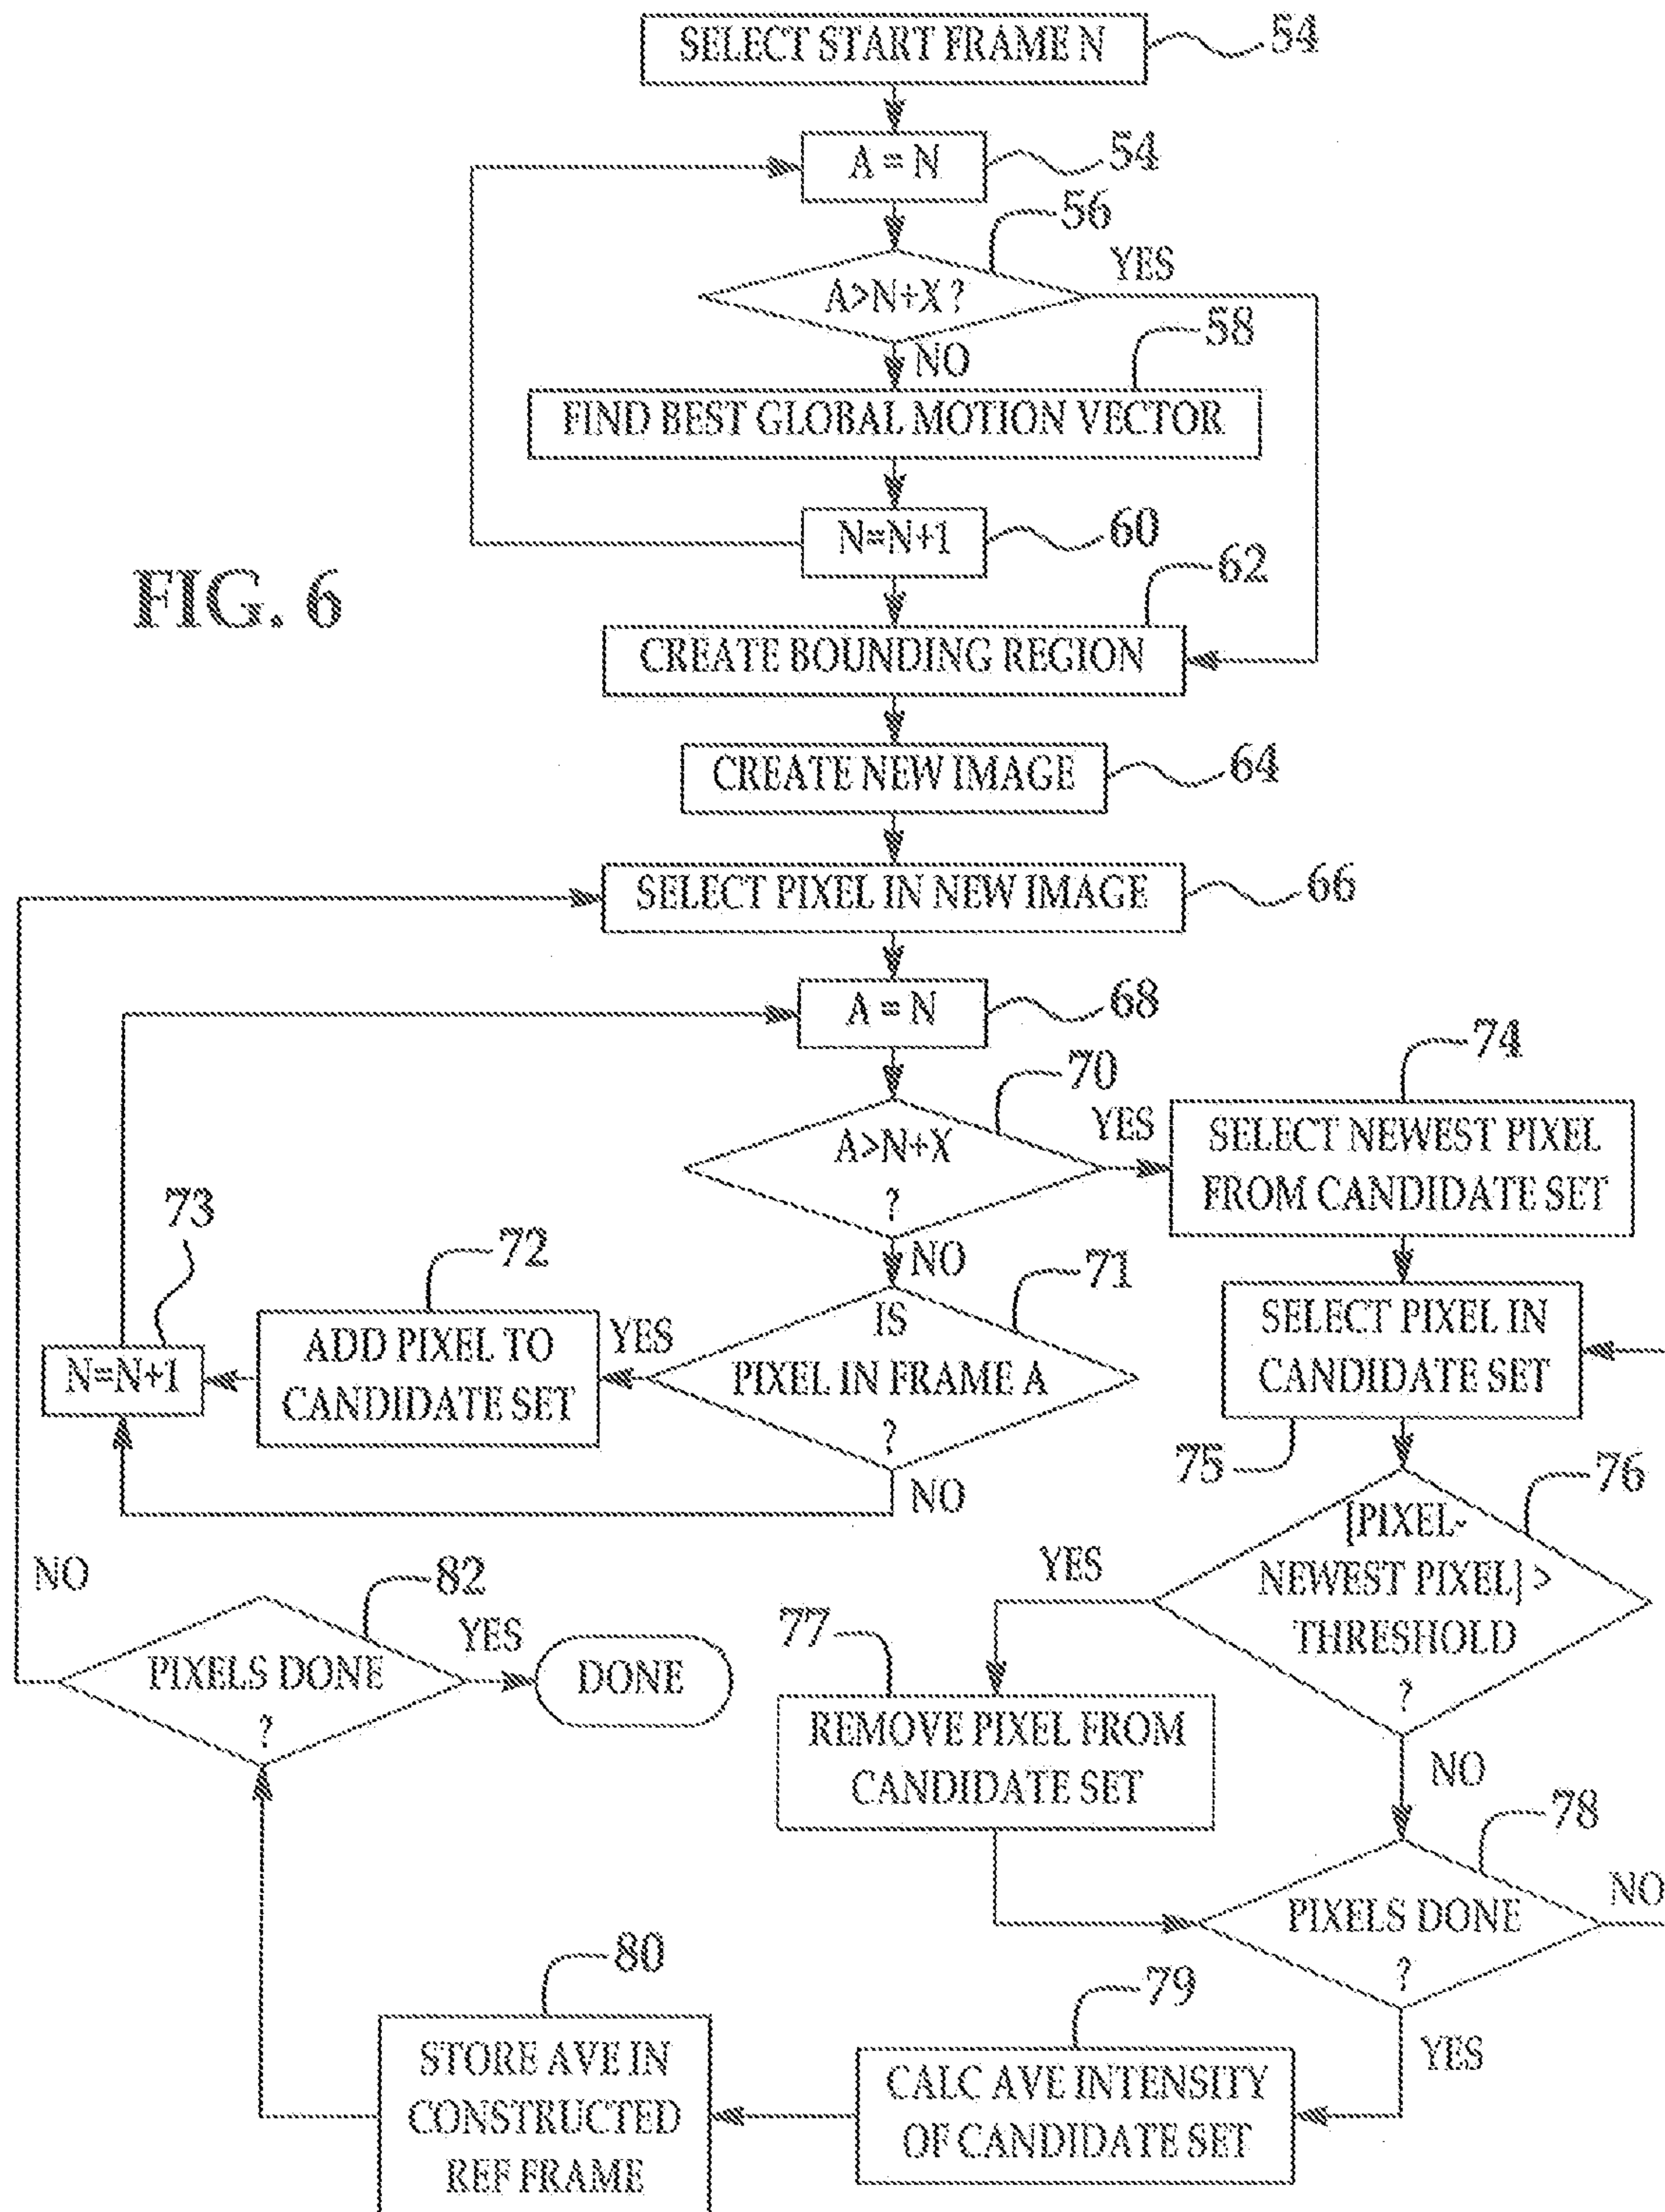 SELECT START FRAME N
54
A = N
54
56
A>N+X ?
YES
NO
58
FIND BEST GLOBAL MOTION VECTOR
N=N+1
60
FIG. 6
62
CREATE BOUNDING REGION
CREATE NEW IMAGE
64
SELECT PIXEL IN NEW IMAGE
66
A = N
68
70
A>N+X
?
YES
NO
74
SELECT NEWEST PIXEL
FROM CANDIDATE SET
71
IS
PIXEL IN FRAME A
?
YES
NO
72
ADD PIXEL TO
CANDIDATE SET
73
N=N+1
SELECT PIXEL IN
CANDIDATE SET
75
76
[PIXEL-
NEWEST PIXEL] >
THRESHOLD
?
YES
NO
77
REMOVE PIXEL FROM
CANDIDATE SET
78
PIXELS DONE
?
NO
YES
79
CALC AVE INTENSITY
OF CANDIDATE SET
80
STORE AVE IN
CONSTRUCTED
REF FRAME
82
PIXELS DONE
?
NO
YES
DONE